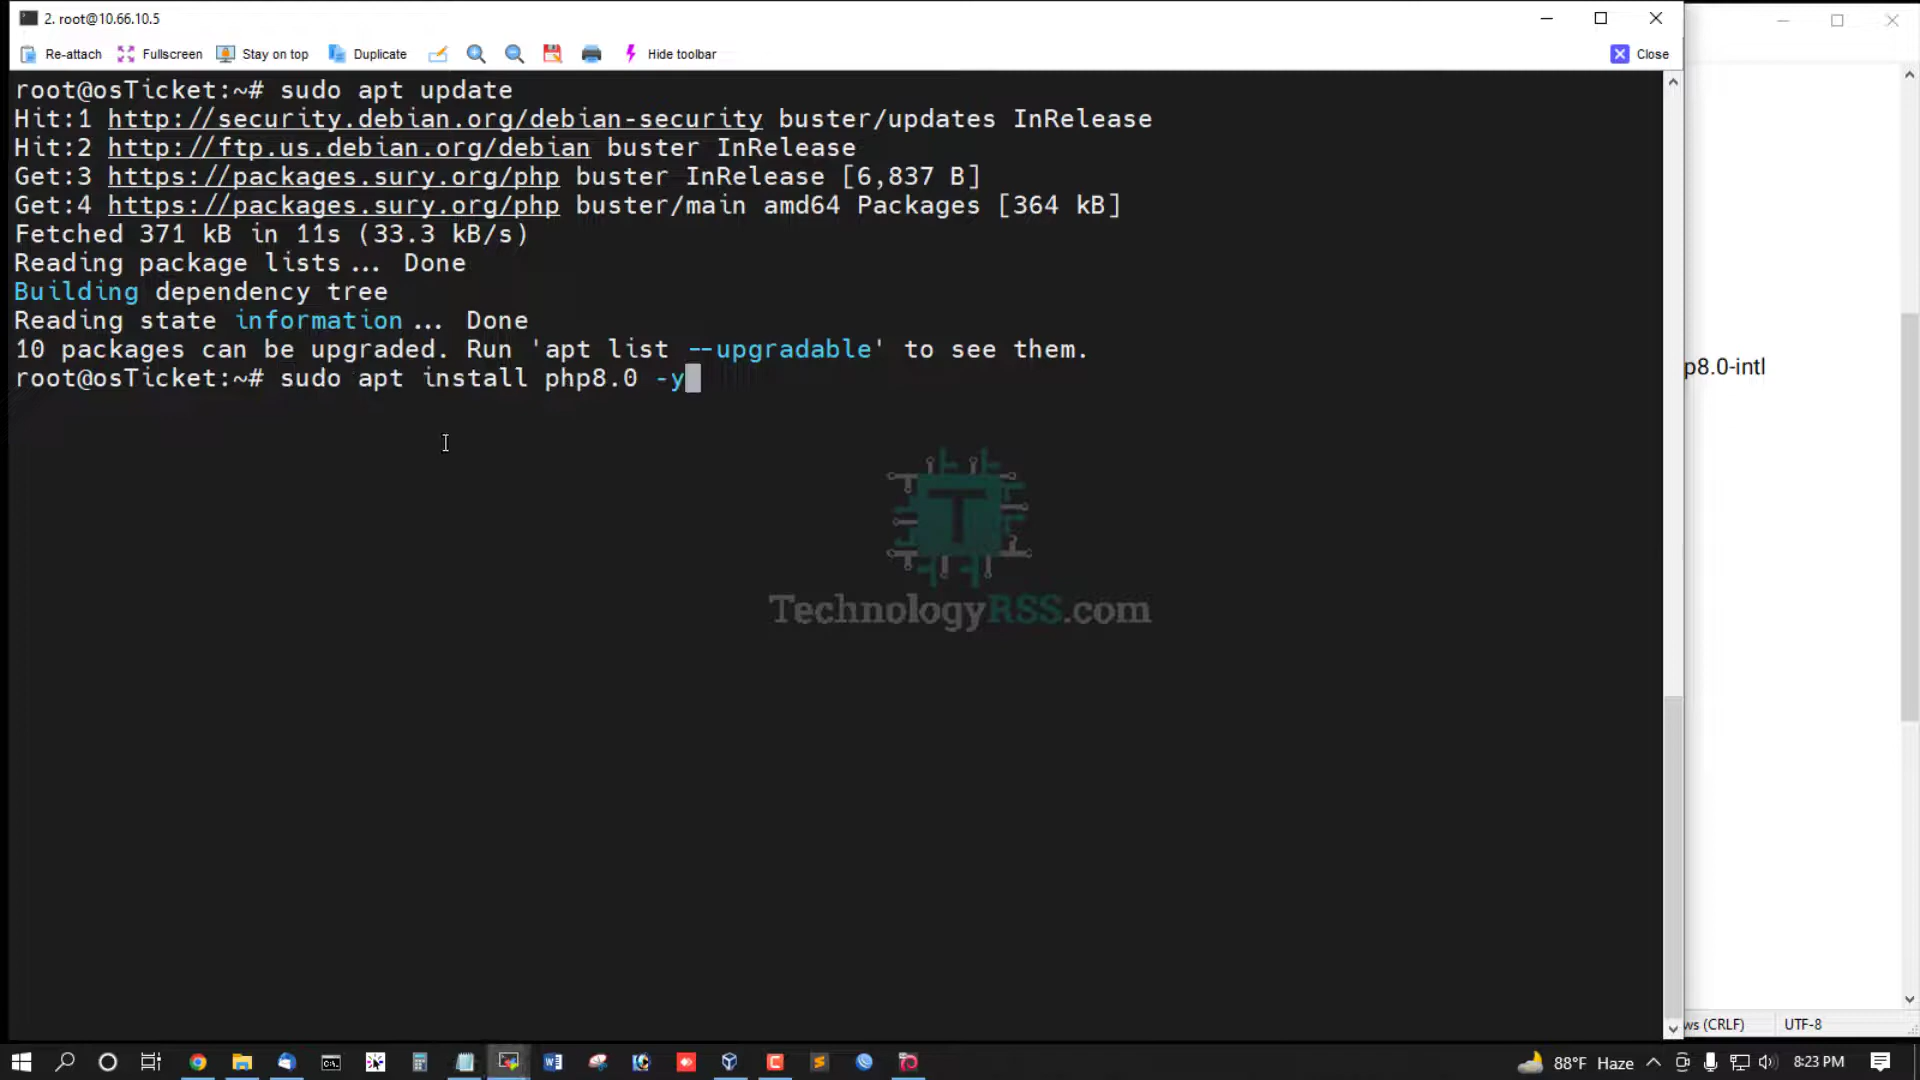 2. root@10.66.10.5
Re-attach Fullscreen Stay on top Duplicate Hide toolbar Close
root@osTicket:~# sudo apt update
Hit:1 http://security.debian.org/debian-security buster/updates InRelease
Hit:2 http://ftp.us.debian.org/debian buster InRelease
Get:3 https://packages.sury.org/php buster InRelease [6,837 B]
Get:4 https://packages.sury.org/php buster/main amd64 Packages [364 kB]
Fetched 371 kB in 11s (33.3 kB/s)
Reading package lists... Done
Building dependency tree
Reading state information... Done
10 packages can be upgraded. Run 'apt list --upgradable' to see them.
root@osTicket:~# sudo apt install php8.0 -y
p8.0-intl
T
TechnologyRSS.com
ws (CRLF) UTF-8
88°F Haze 8:23 PM